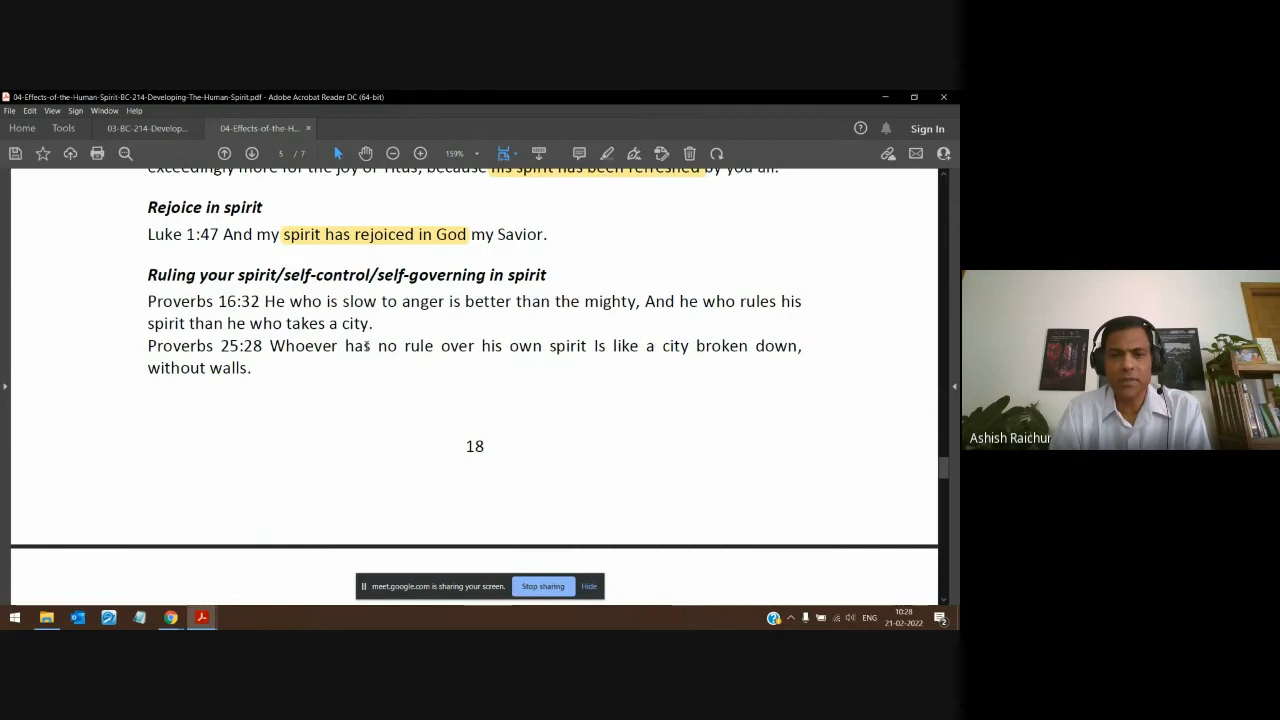 04-Effects-of-the-Human-Spirit-BC-214-Developing-The-Human-Spirit.pdf - Adobe Acrobat Reader DC (64-bit)
File Edit View Sign Window Help
Home Tools 03-BC-214-Develop... 04-Effects-of-the-H... × Sign In
5 / 7 159%
exceedingly more for the joy of Titus, because his spirit has been refreshed by you all.
Rejoice in spirit
Luke 1:47 And my spirit has rejoiced in God my Savior.
Ruling your spirit/self-control/self-governing in spirit
Proverbs 16:32 He who is slow to anger is better than the mighty, And he who rules his
spirit than he who takes a city.
Proverbs 25:28 Whoever has no rule over his own spirit Is like a city broken down,
without walls.
18
meet.google.com is sharing your screen. Stop sharing Hide
Ashish Raichur
ENG
10:28
21-02-2022
2